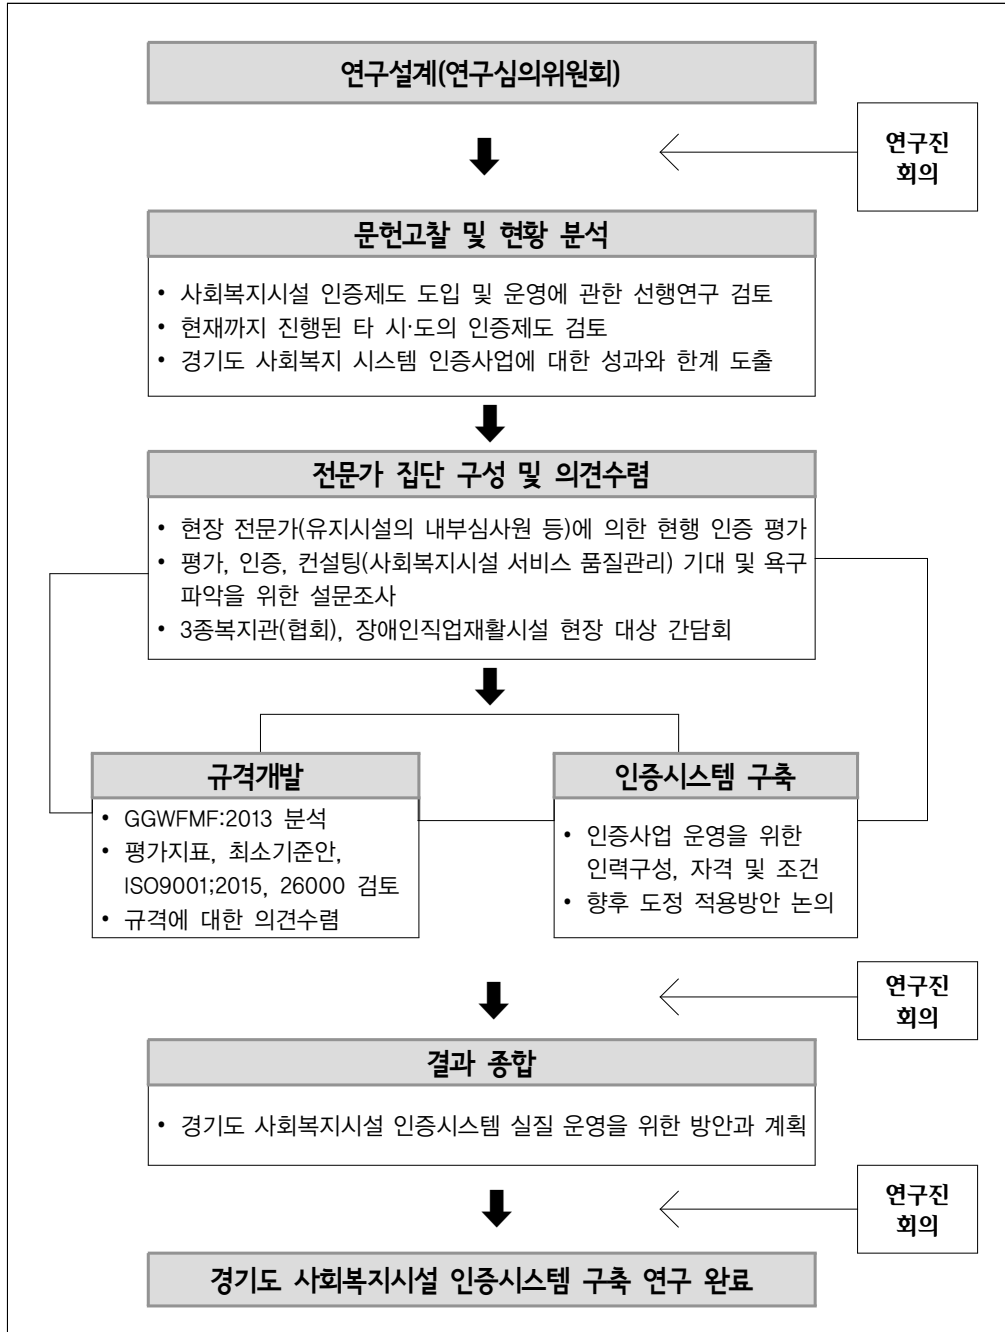 연구설계(연구심의위원회)
연구진
회의
문헌고찰 및 현황 분석
• 사회복지시설 인증제도 도입 및 운영에 관한 선행연구 검토
• 현재까지 진행된 타 시·도의 인증제도 검토
• 경기도 사회복지 시스템 인증사업에 대한 성과와 한계 도출
전문가 집단 구성 및 의견수렴
• 현장 전문가(유지시설의 내부심사원 등)에 의한 현행 인증 평가
• 평가, 인증, 컨설팅(사회복지시설 서비스 품질관리) 기대 및 욕구
파악을 위한 설문조사
• 3종복지관(협회), 장애인직업재활시설 현장 대상 간담회
규격개발
• GGWFMF:2013 분석
• 평가지표, 최소기준안,
ISO9001;2015, 26000 검토
• 규격에 대한 의견수렴
인증시스템 구축
• 인증사업 운영을 위한
인력구성, 자격 및 조건
• 향후 도정 적용방안 논의
연구진
회의
결과 종합
• 경기도 사회복지시설 인증시스템 실질 운영을 위한 방안과 계획
연구진
회의
경기도 사회복지시설 인증시스템 구축 연구 완료